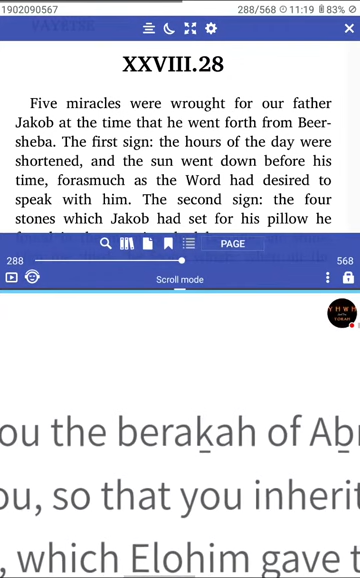 1902090567 288/568 11:19 83%
XXVIII.28
Five miracles were wrought for our father
Jakob at the time that he went forth from Beer-
sheba. The first sign: the hours of the day were
shortened, and the sun went down before his
time, forasmuch as the Word had desired to
speak with him. The second sign: the four
stones which Jakob had set for his pillow he
PAGE
288 568
Scroll mode
YHWH
TORAH
ou the beraḵah of Aḇ
ou, so that you inherit
, which Elohim gave t